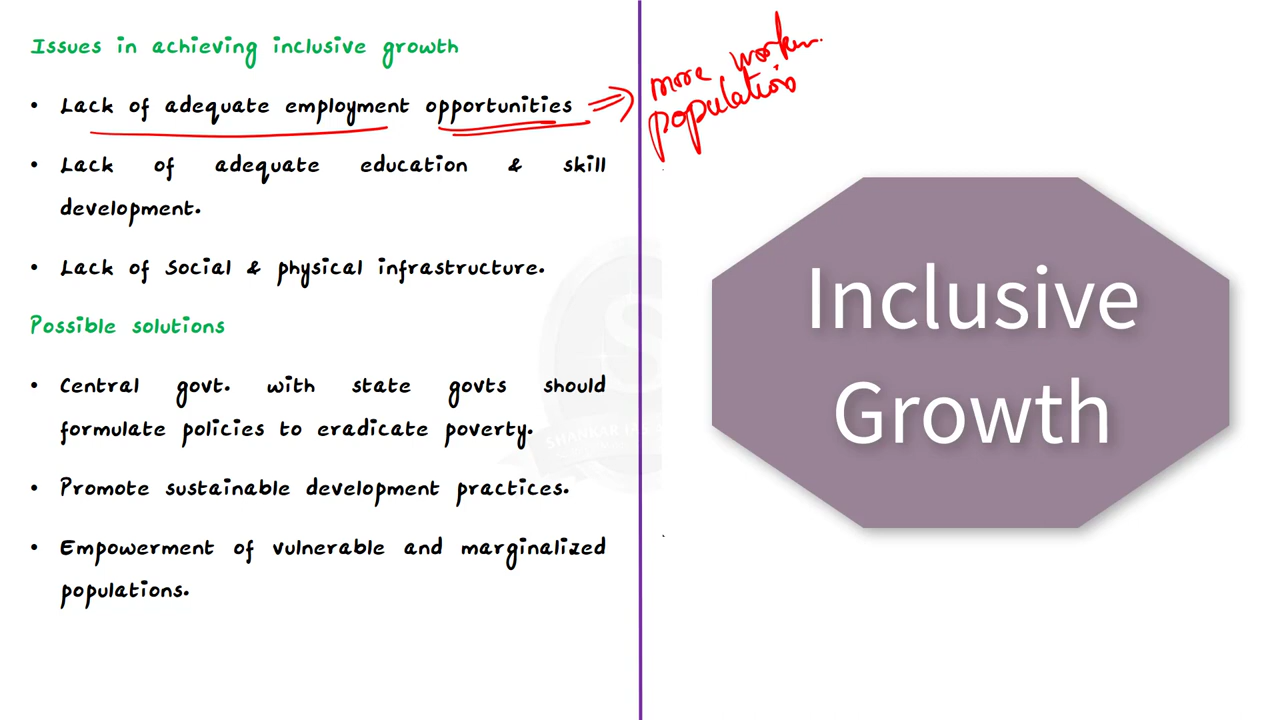 Issues in achieving inclusive growth
• Lack of adequate employment opportunities
more worker
population
• Lack of adequate education & skill
development.
• Lack of Social & physical infrastructure.
Possible solutions
• Central govt. with state govts should
formulate policies to eradicate poverty.
• Promote sustainable development practices.
• Empowerment of vulnerable and marginalized
populations.
Inclusive
Growth
SHANKAR